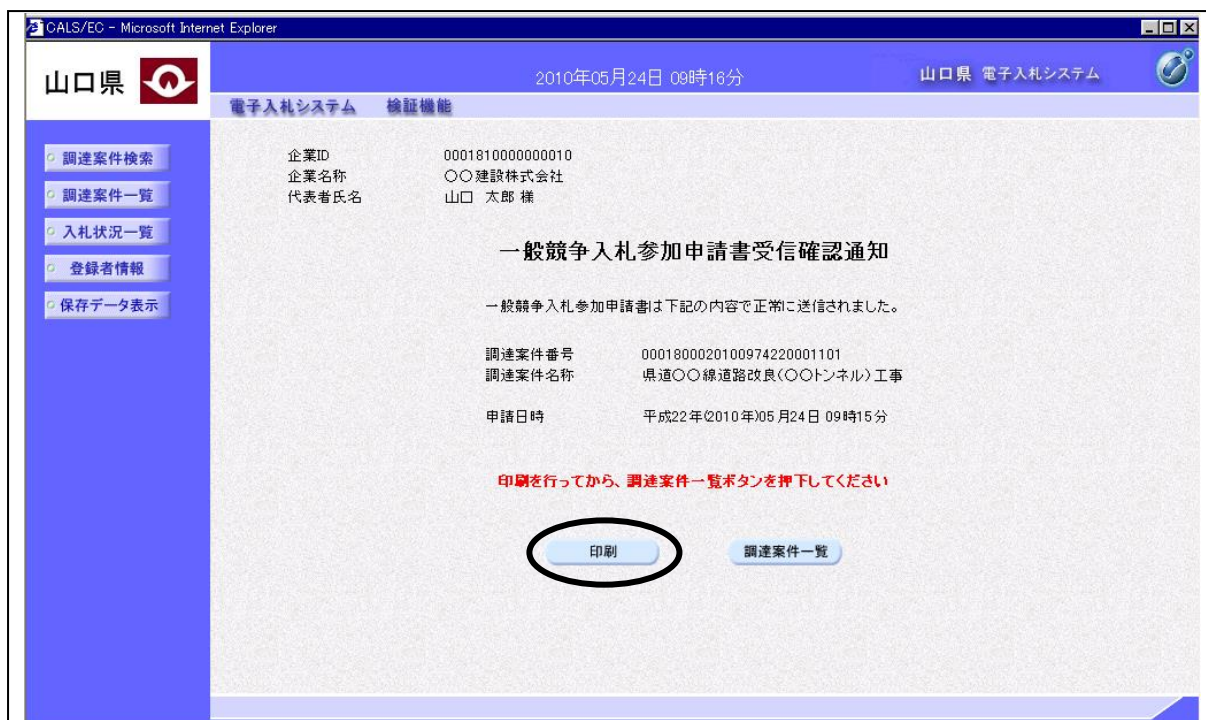 CALS/EC - Microsoft Internet Explorer
山口県
2010年05月24日 09時16分
山口県 電子入札システム
電子入札システム 検証機能
調達案件検索
調達案件一覧
入札状況一覧
登録者情報
保存データ表示
企業ID 0001810000000010
企業名称 〇〇建設株式会社
代表者氏名 山口 太郎 様
一般競争入札参加申請書受信確認通知
一般競争入札参加申請書は下記の内容で正常に送信されました。
調達案件番号 0001800020100974220001101
調達案件名称 県道〇〇線道路改良(〇〇トンネル)工事
申請日時 平成22年(2010年)05月24日 09時15分
印刷を行ってから、調達案件一覧ボタンを押下してください
印刷 調達案件一覧